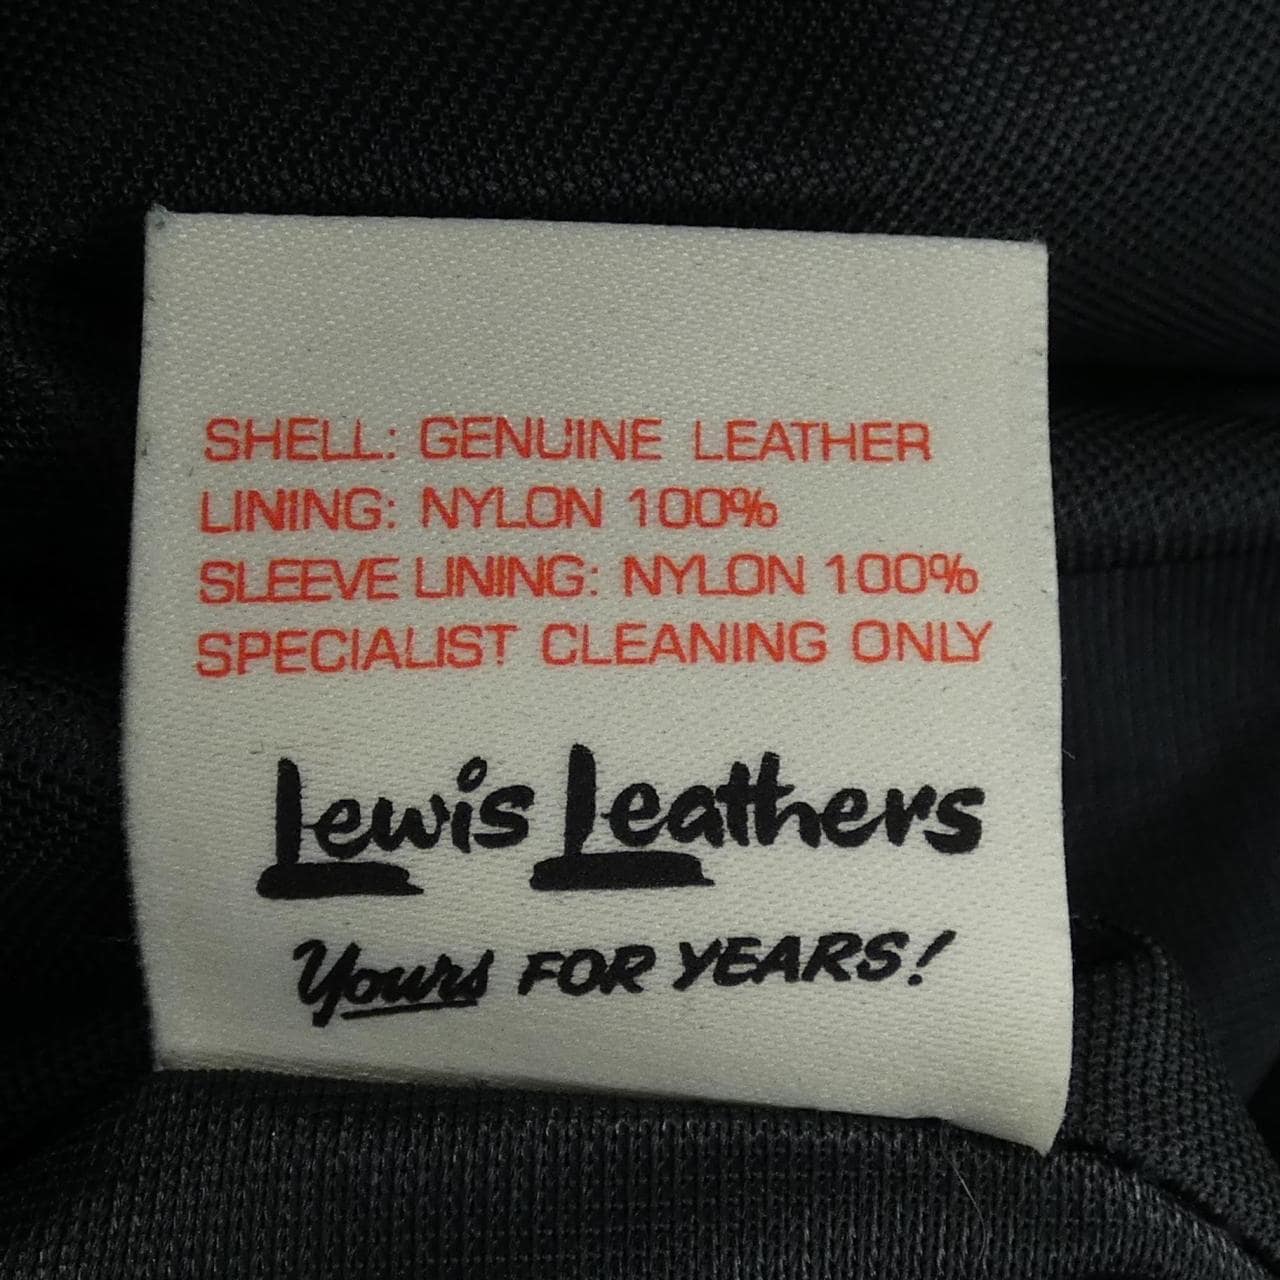 SHELL: GENUINE LEATHER
LINING: NYLON 100%
SLEEVE LINING: NYLON 100%
SPECIALIST CLEANING ONLY
Lewis Leathers
Yours FOR YEARS!